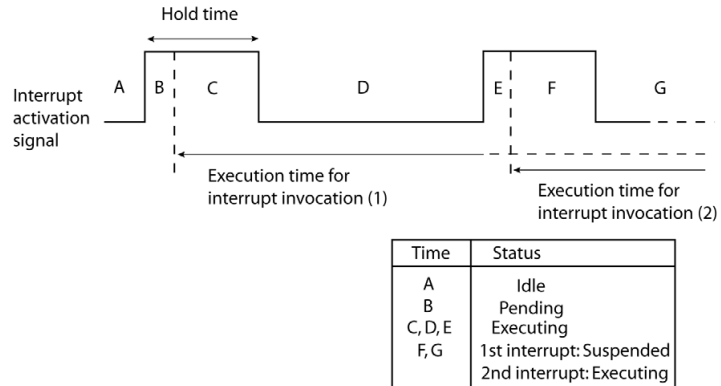 Hold time
A
B
C
D
E
F
G
Interrupt
activation
signal
Execution time for
interrupt invocation (1)
Execution time for
interrupt invocation (2)
Time Status
A Idle
B Pending
C, D, E Executing
F, G 1st interrupt: Suspended
2nd interrupt: Executing